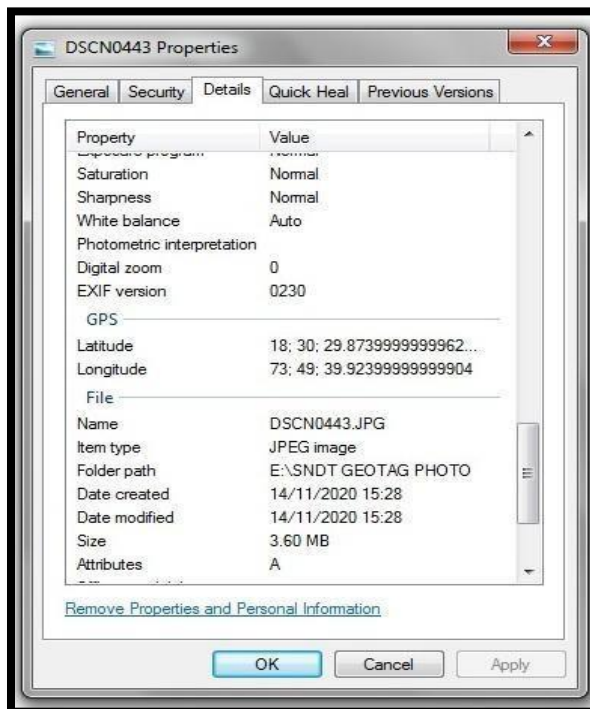 DSCN0443 Properties
General Security Details Quick Heal Previous Versions
Property Value
Saturation Normal
Sharpness Normal
White balance Auto
Photometric interpretation
Digital zoom 0
EXIF version 0230
GPS
Latitude 18; 30; 29.8739999999962...
Longitude 73; 49; 39.92399999999904
File
Name DSCN0443.JPG
Item type JPEG image
Folder path E:\SNDT GEOTAG PHOTO
Date created 14/11/2020 15:28
Date modified 14/11/2020 15:28
Size 3.60 MB
Attributes A
Remove Properties and Personal Information
OK Cancel Apply